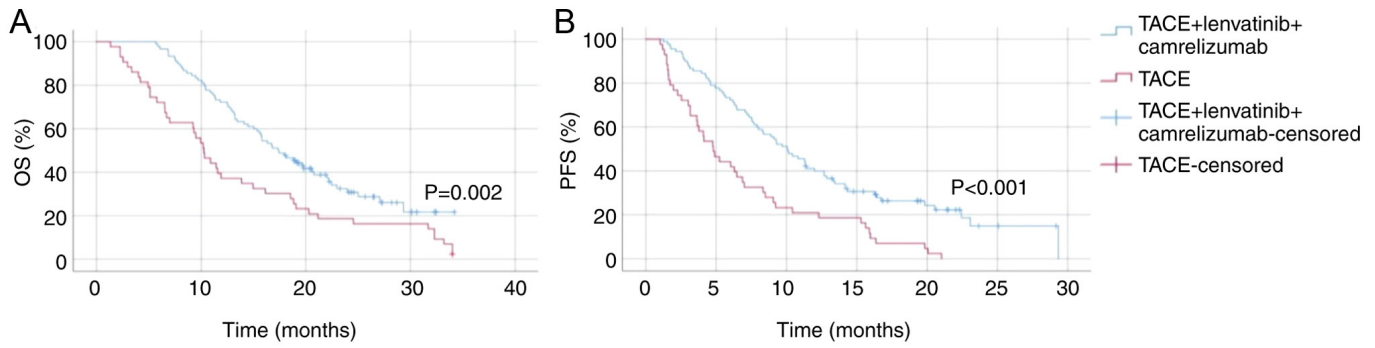 A
OS (%)
100
80
60
40
20
0
P=0.002
0 10 20 30 40
Time (months)
B
PFS (%)
100
80
60
40
20
0
P<0.001
0 5 10 15 20 25 30
Time (months)
TACE+lenvatinib+
camrelizumab
TACE
TACE+lenvatinib+
camrelizumab-censored
TACE-censored